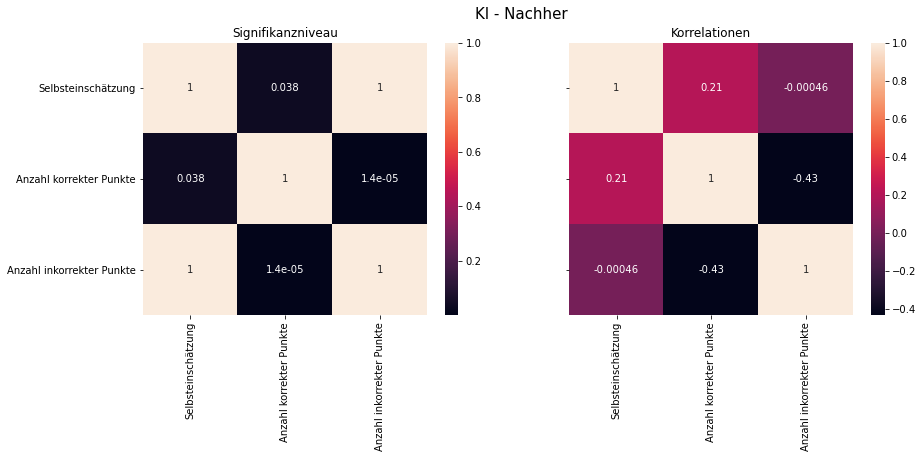 KI - Nachher
Signifikanzniveau
Korrelationen
Selbsteinschätzung
Anzahl korrekter Punkte
Anzahl inkorrekter Punkte
1 0.038 1
0.038 1 1.4e-05
1 1.4e-05 1
1.0
0.8
0.6
0.4
0.2
Selbsteinschätzung
Anzahl korrekter Punkte
Anzahl inkorrekter Punkte
1 0.21 -0.00046
0.21 1 -0.43
-0.00046 -0.43 1
1.0
0.8
0.6
0.4
0.2
0.0
−0.2
−0.4
Selbsteinschätzung
Anzahl korrekter Punkte
Anzahl inkorrekter Punkte